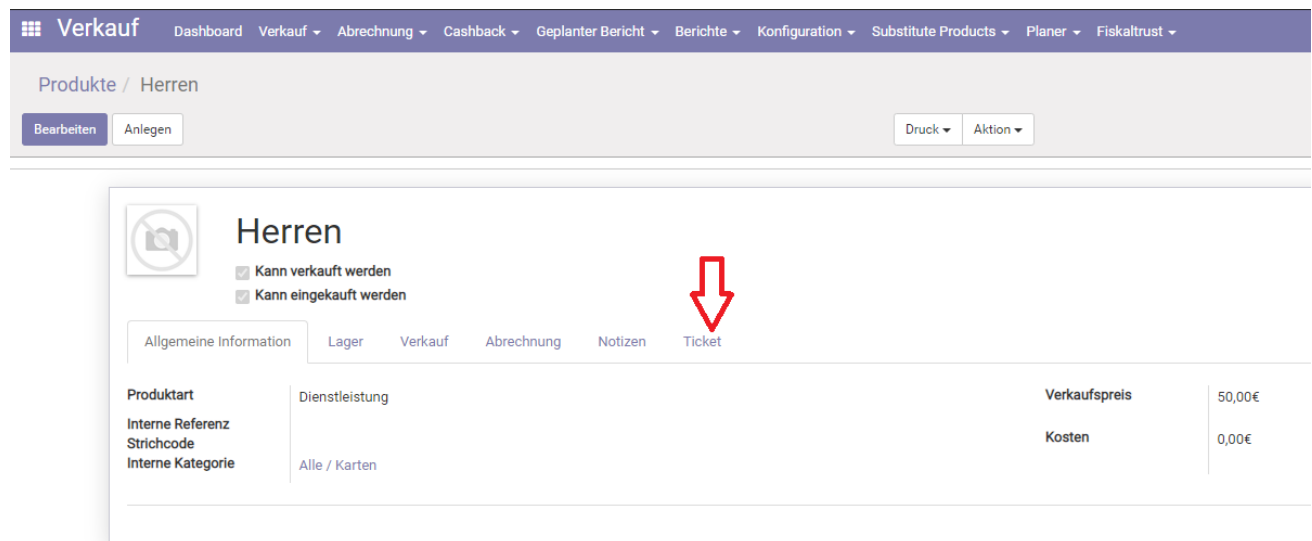 Verkauf Dashboard Verkauf Abrechnung Cashback Geplanter Bericht Berichte Konfiguration Substitute Products Planer Fiskaltrust
Produkte / Herren
Bearbeiten Anlegen Druck Aktion
Herren
Kann verkauft werden
Kann eingekauft werden
Allgemeine Information Lager Verkauf Abrechnung Notizen Ticket
Produktart Dienstleistung Verkaufspreis 50,00€
Interne Referenz
Strichcode Kosten 0,00€
Interne Kategorie Alle / Karten